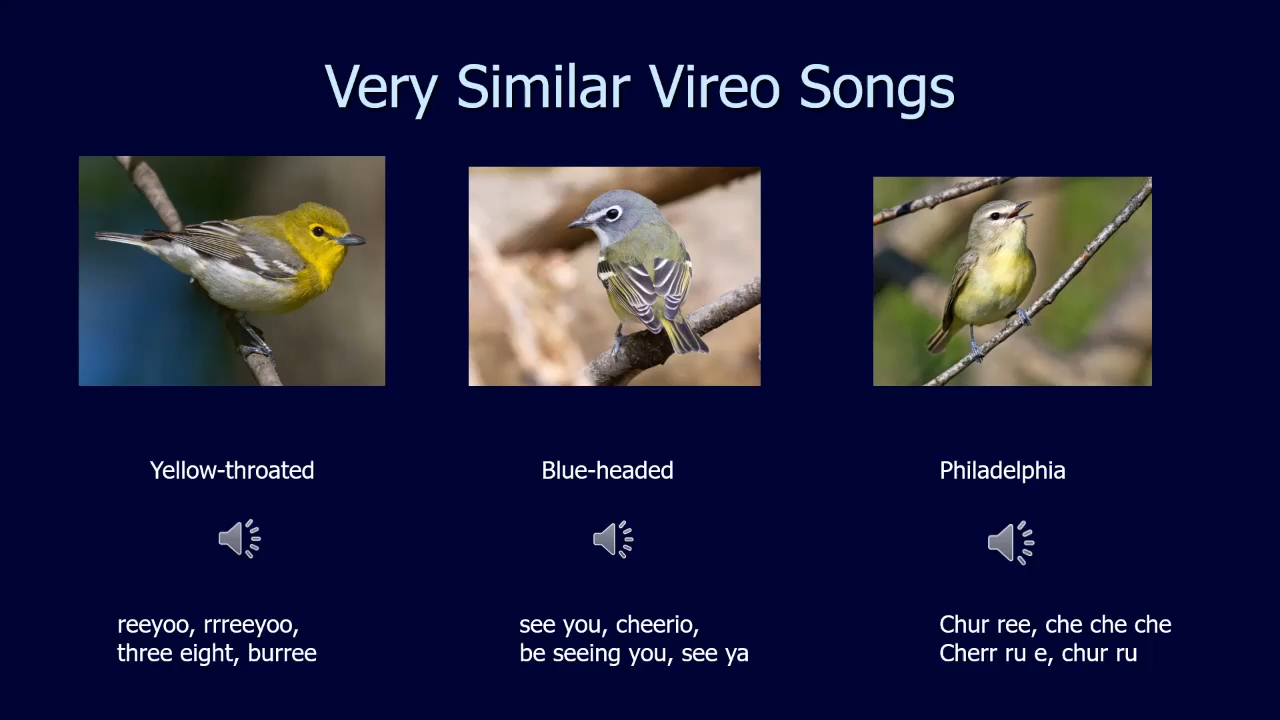 Very Similar Vireo Songs
Yellow-throated
Blue-headed
Philadelphia
reeyoo, rrreeyoo,
three eight, burree
see you, cheerio,
be seeing you, see ya
Chur ree, che che che
Cherr ru e, chur ru